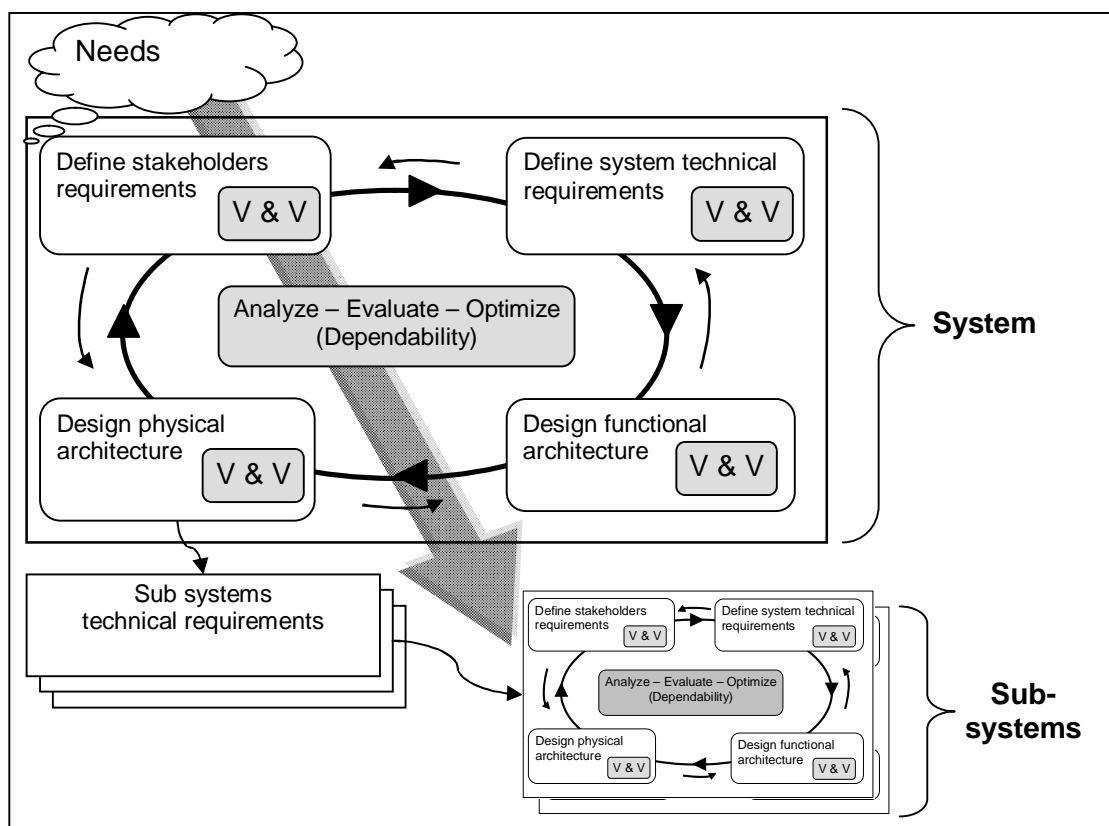 Needs
Define stakeholders
requirements
V & V
Define system technical
requirements
V & V
Analyze – Evaluate – Optimize
(Dependability)
System
Design physical
architecture
V & V
Design functional
architecture
V & V
Sub systems
technical requirements
Define stakeholders
requirements
V & V
Define system technical
requirements
V & V
Analyze – Evaluate – Optimize
(Dependability)
Design physical
architecture
V & V
Design functional
architecture
V & V
Sub-
systems